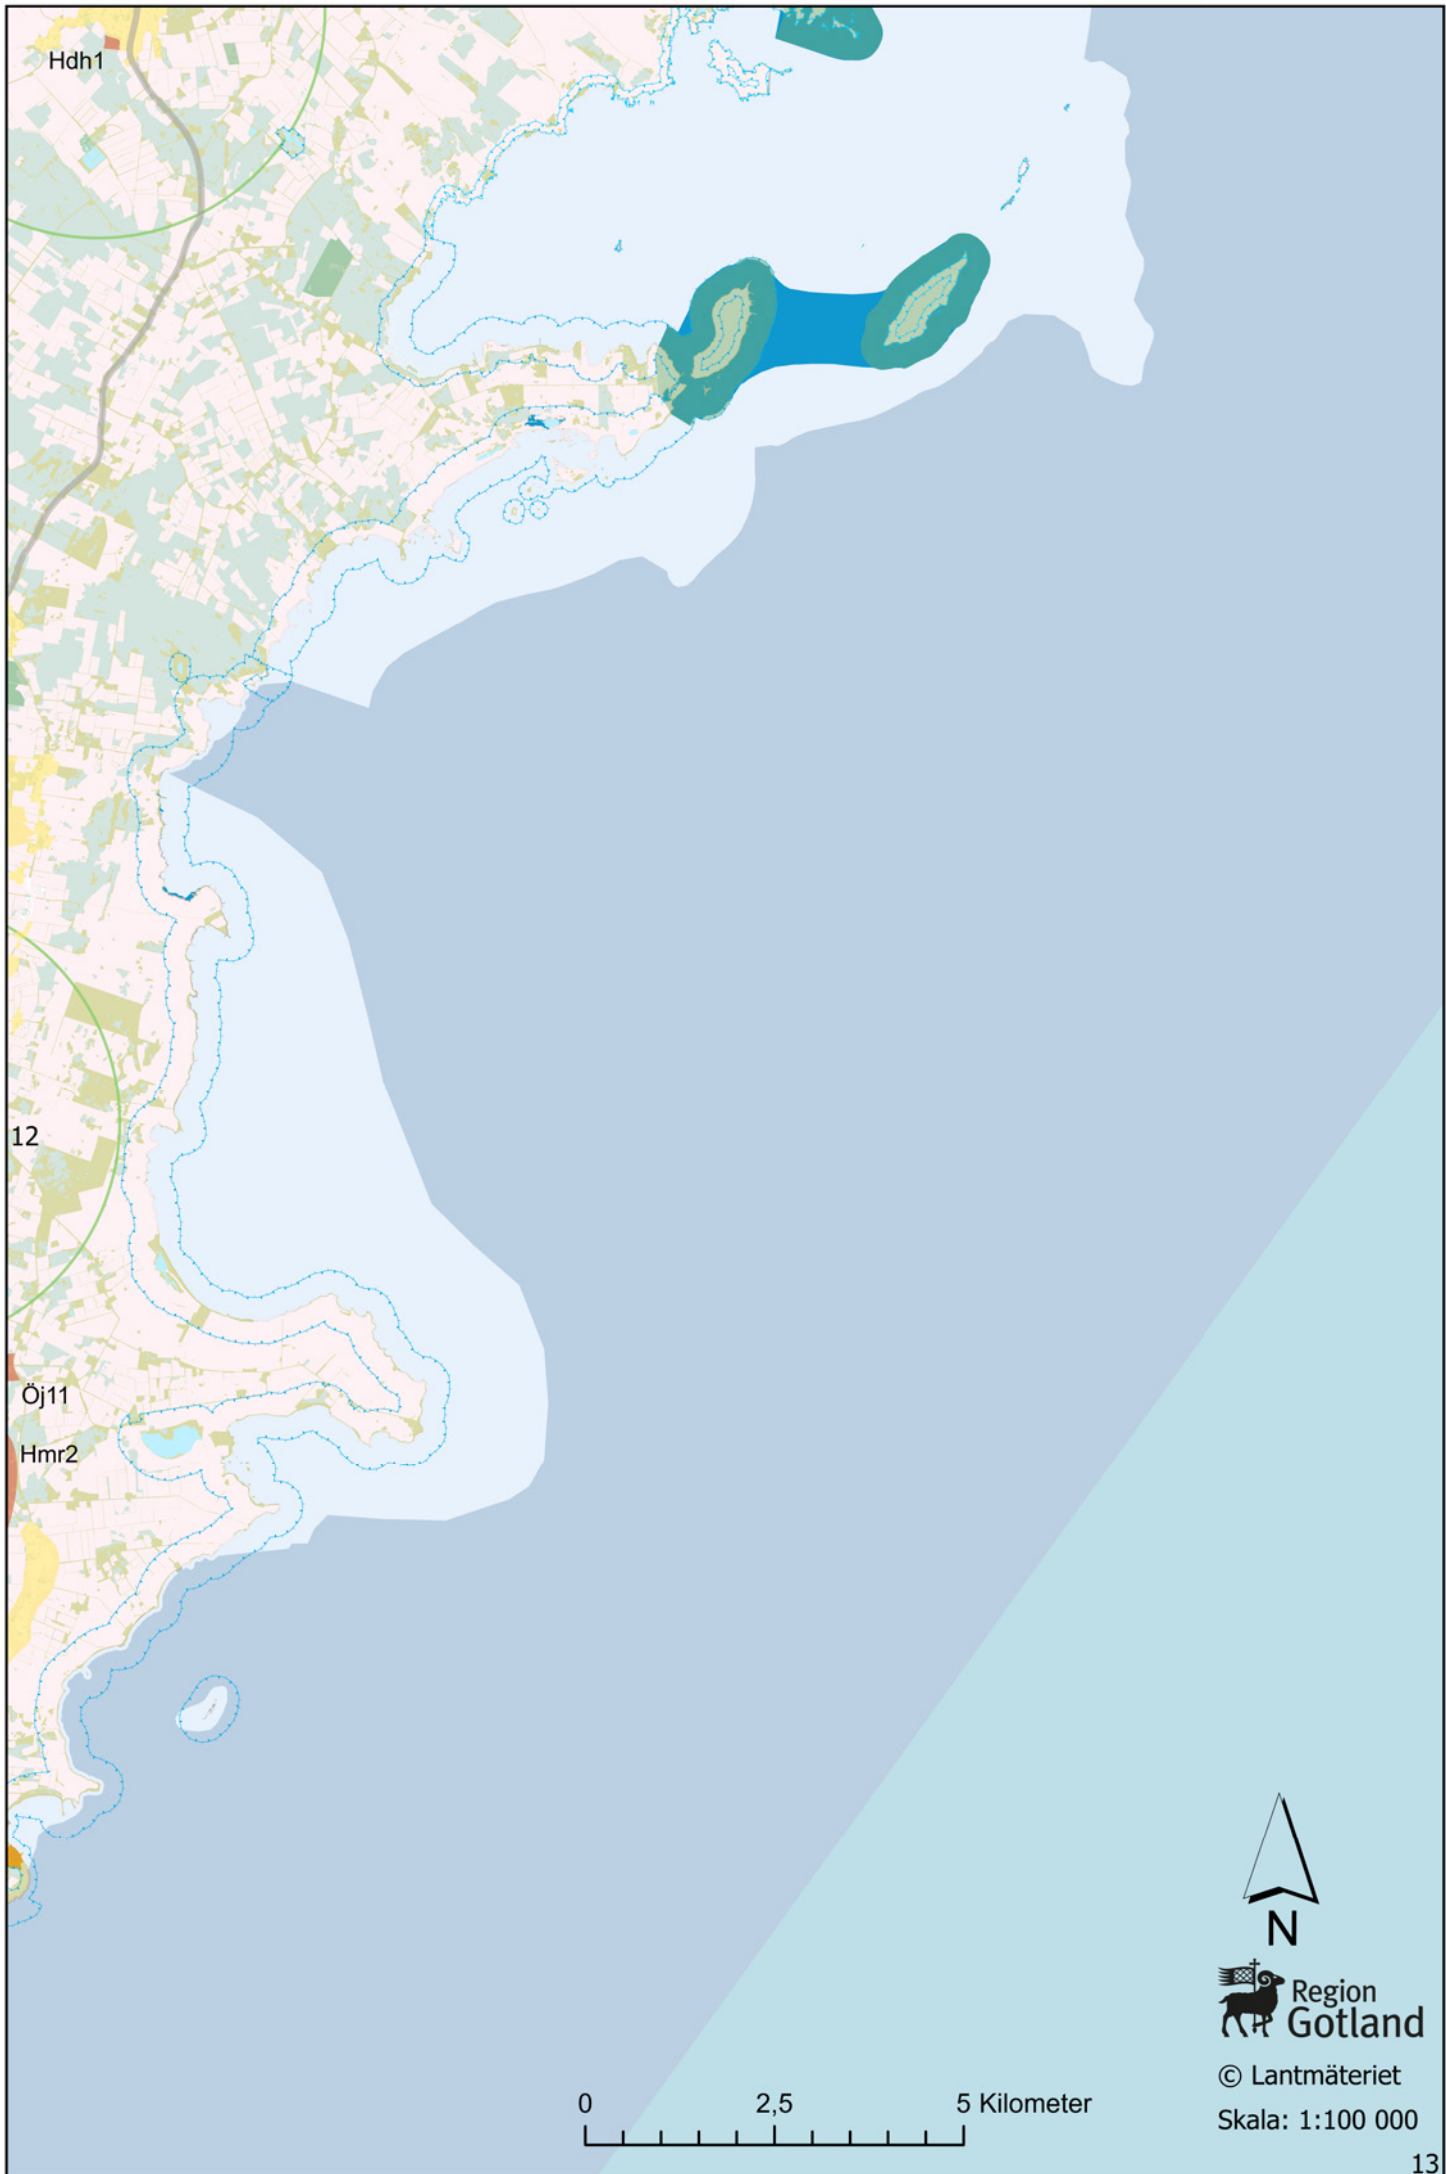 Hdh1
12
Öj11
Hmr2
N
Region
Gotland
© Lantmäteriet
0 2,5 5 Kilometer
Skala: 1:100 000
13